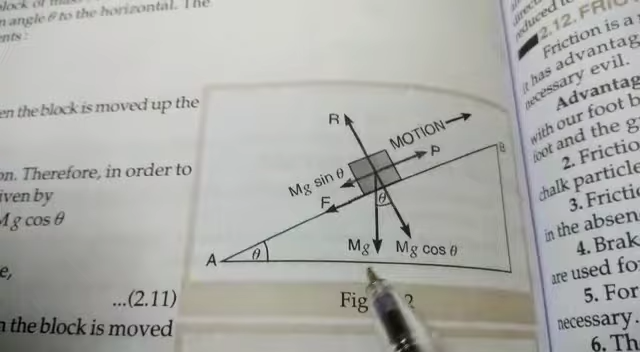 block of
n angle θ to the horizontal. The
ents:
en the block is moved up the
on. Therefore, in order to
iven by
Mg cos θ
e,
...(2.11)
n the block is moved
R
MOTION
P
B
Mg sin θ
F
θ
A
θ
Mg
Mg cos θ
Fig
reduced
2.12. FRIC
Friction is a
it has advantag
necessary evil.
Advantag
with our foot b
foot and the g
2. Frictio
chalk particle
3. Fricti
in the absen
4. Brak
are used fo
5. For
necessary.
6. Th